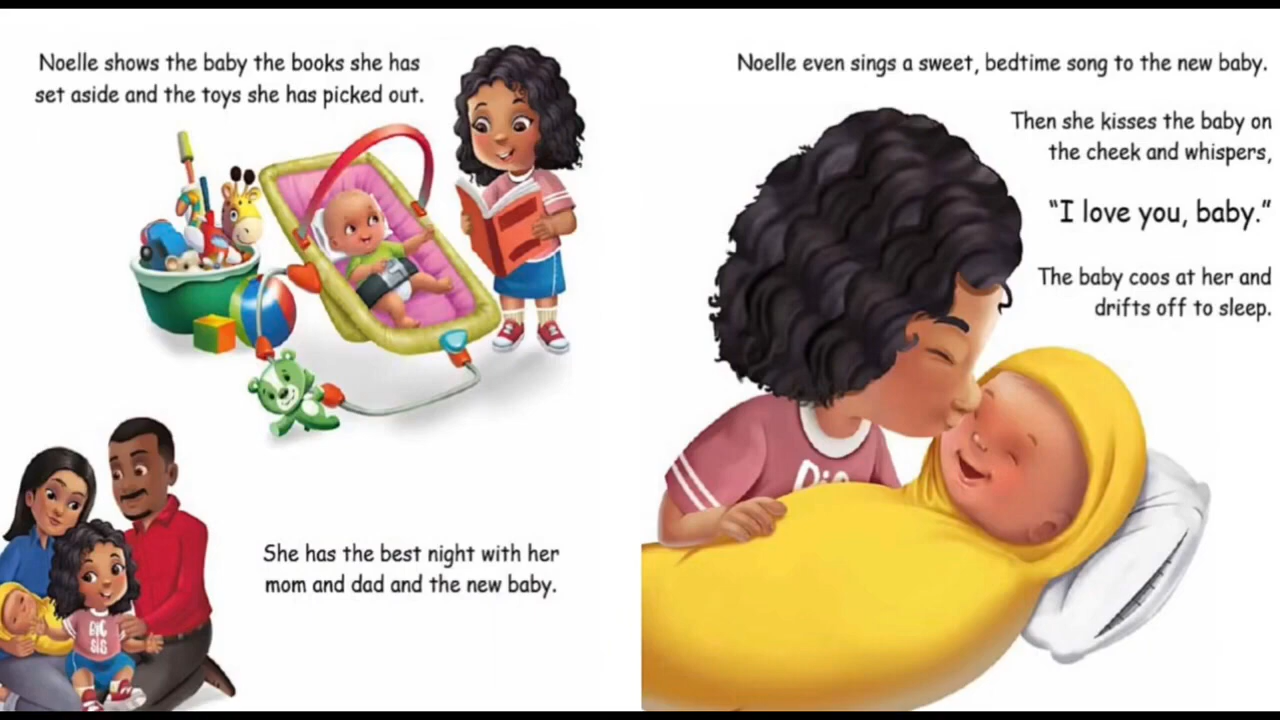 Noelle shows the baby the books she has
set aside and the toys she has picked out.
BIG
SIS
She has the best night with her
mom and dad and the new baby.
Noelle even sings a sweet, bedtime song to the new baby.
Then she kisses the baby on
the cheek and whispers,
“I love you, baby.”
The baby coos at her and
drifts off to sleep.